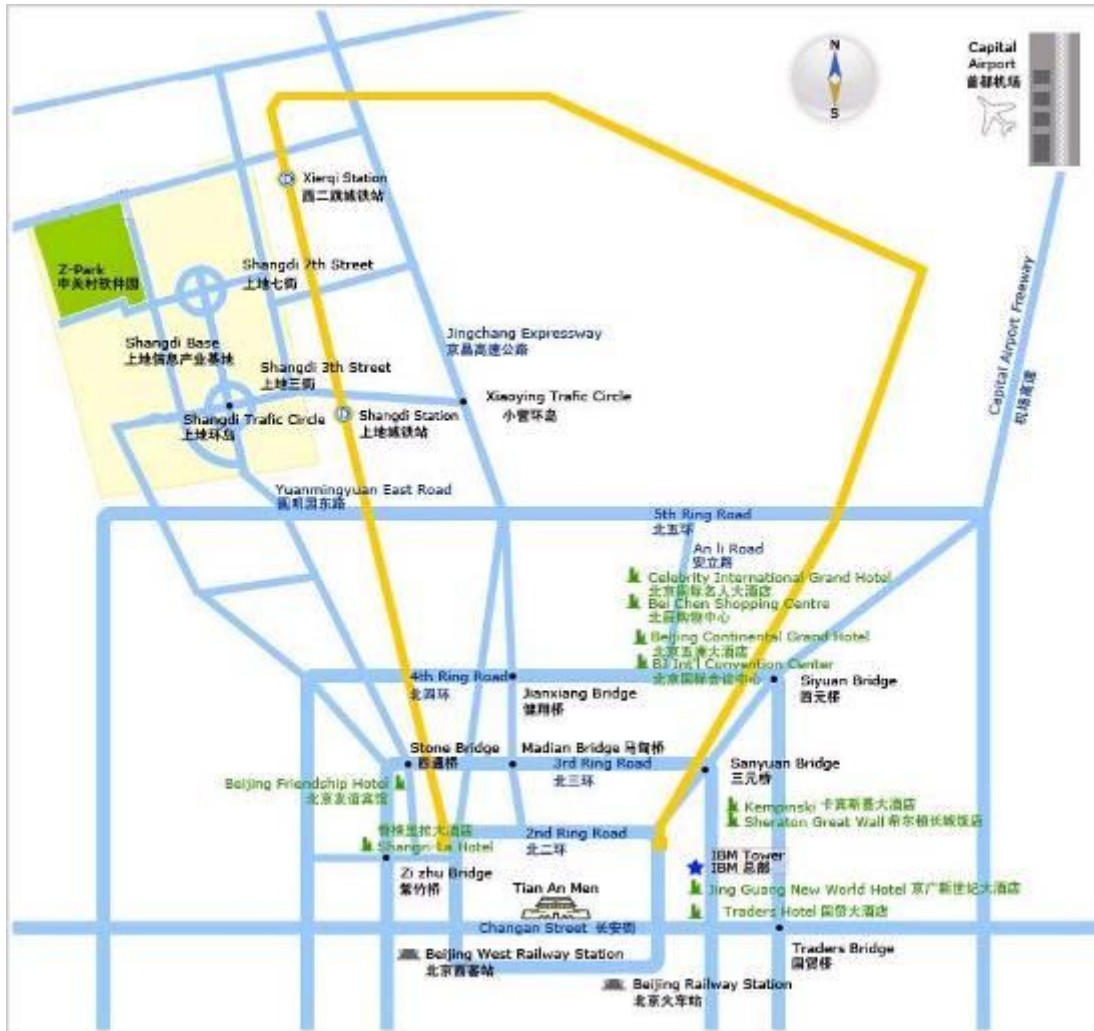 N
S
Capital
Airport
首都机场
Xierqi Station
西二旗城铁站
Z-Park
中关村软件园
Shangdi 7th Street
上地七街
Capital Airport Freeway
机场高速
Shangdi Base
上地信息产业基地
Jingchang Expressway
京昌高速公路
Shangdi 3th Street
上地三街
Xiaoying Trafic Circle
小营环岛
Shangdi Trafic Circle
上地环岛
Shangdi Station
上地城铁站
Yuanmingyuan East Road
圆明园东路
5th Ring Road
北五环
An li Road
安立路
Celebrity International Grand Hotel
北京国际名人大酒店
Bei Chen Shopping Centre
北辰购物中心
Beijing Continental Grand Hotel
北京五洲大酒店
BJ Int'l Convention Center
北京国际会议中心
4th Ring Road
北四环
Jianxiang Bridge
健翔桥
Siyuan Bridge
四元桥
Stone Bridge
Madian Bridge 马甸桥
3rd Ring Road
北三环
Sanyuan Bridge
三元桥
Beijing Friendship Hotel
北京友谊宾馆
Kempinski 卡宾斯基大酒店
Sheraton Great Wall 希尔顿长城饭店
香格里拉大酒店
Shangri-La Hotel
2nd Ring Road
北二环
IBM Tower
IBM 总部
Zi zhu Bridge
紫竹桥
Tian An Men
Jing Guang New World Hotel 京广新世纪大酒店
Traders Hotel 国贸大酒店
Changan Street 长安街
Beijing West Railway Station
北京西客站
Traders Bridge
国贸桥
Beijing Railway Station
北京火车站